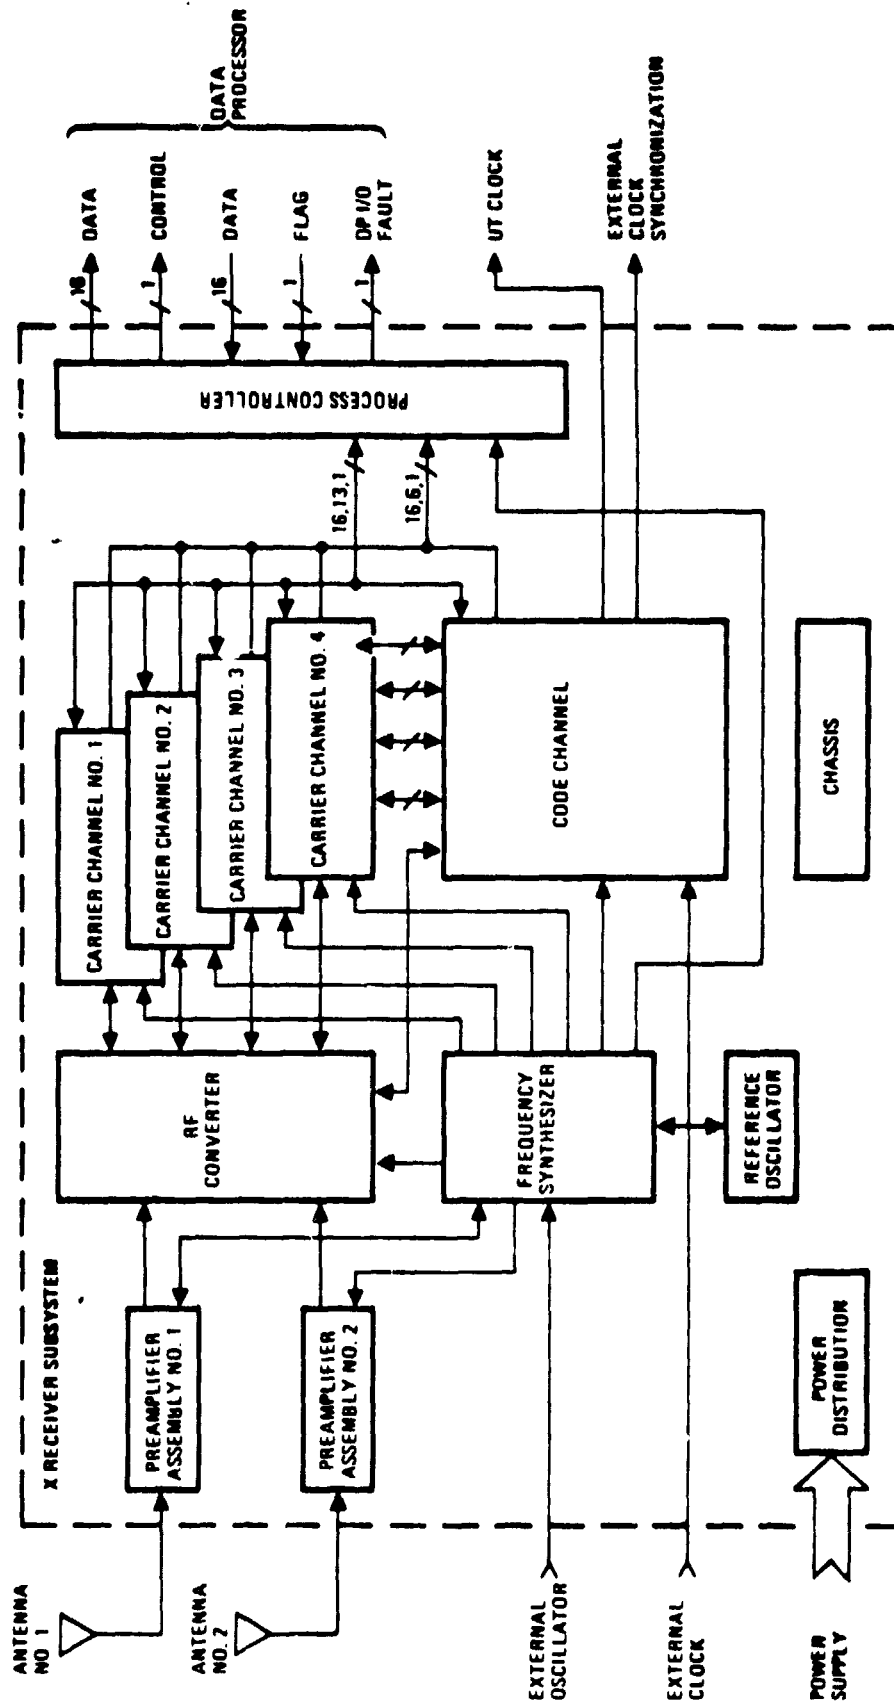 X RECEIVER SUBSYSTEM
ANTENNA
NO 1
ANTENNA
NO. 2
EXTERNAL
OSCILLATOR
EXTERNAL
CLOCK
POWER
SUPPLY
PREAMPLIFIER
ASSEMBLY NO. 1
PREAMPLIFIER
ASSEMBLY NO. 2
POWER
DISTRIBUTION
RF
CONVERTER
FREQUENCY
SYNTHESIZER
REFERENCE
OSCILLATOR
CARRIER CHANNEL NO. 1
CARRIER CHANNEL NO. 2
CARRIER CHANNEL NO. 3
CARRIER CHANNEL NO. 4
CODE CHANNEL
CHASSIS
16,13,1
16,6,1
PROCESS CONTROLLER
16
DATA
1
CONTROL
16
DATA
1
FLAG
1
DP I/O
FAULT
DATA
PROCESSOR
UT CLOCK
EXTERNAL
CLOCK
SYNCHRONIZATION